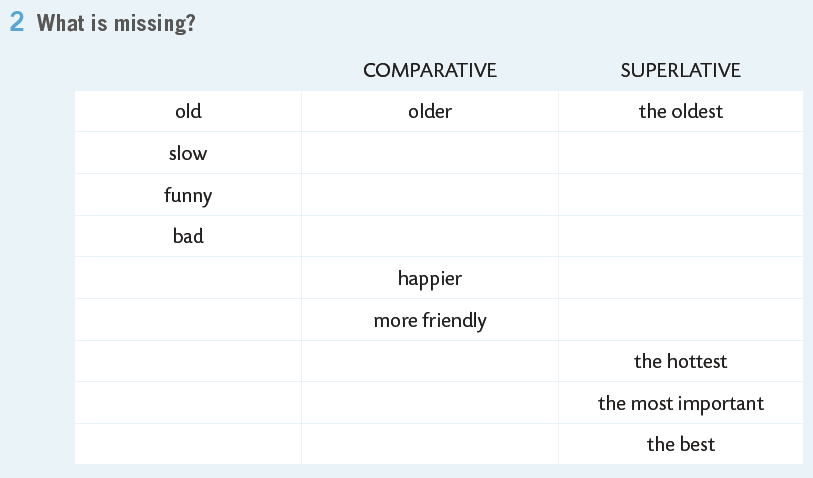 2 What is missing?
COMPARATIVE SUPERLATIVE
old older the oldest
slow
funny
bad
happier
more friendly
the hottest
the most important
the best